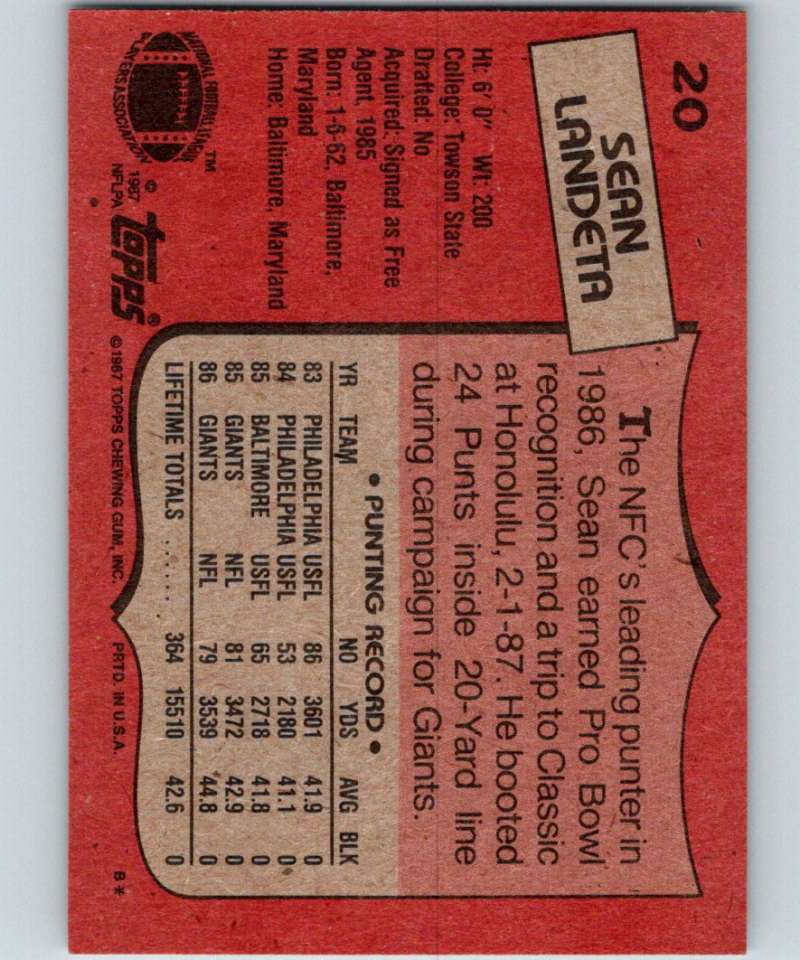 20
SEAN
LANDETA
Ht: 6' 0" Wt: 200
College: Towson State
Drafted: No
Acquired: Signed as Free
Agent, 1985
Born: 1-6-62, Baltimore,
Maryland
Home: Baltimore, Maryland
NATIONAL FOOTBALL LEAGUE
PLAYERS ASSOCIATION
TM
© 1987
NFLPA
topps®
The NFC's leading punter in
1986, Sean earned Pro Bowl
recognition and a trip to Classic
at Honolulu, 2-1-87. He booted
24 Punts inside 20-Yard line
during campaign for Giants.
• PUNTING RECORD •
YR TEAM NO YDS AVG BLK
83 PHILADELPHIA USFL 86 3601 41.9 0
84 PHILADELPHIA USFL 53 2180 41.1 0
85 BALTIMORE USFL 65 2718 41.8 0
85 GIANTS NFL 81 3472 42.9 0
86 GIANTS NFL 79 3539 44.8 0
LIFETIME TOTALS ...... 364 15510 42.6 0
©1987 TOPPS CHEWING GUM, INC. PRTD. IN U.S.A. B*